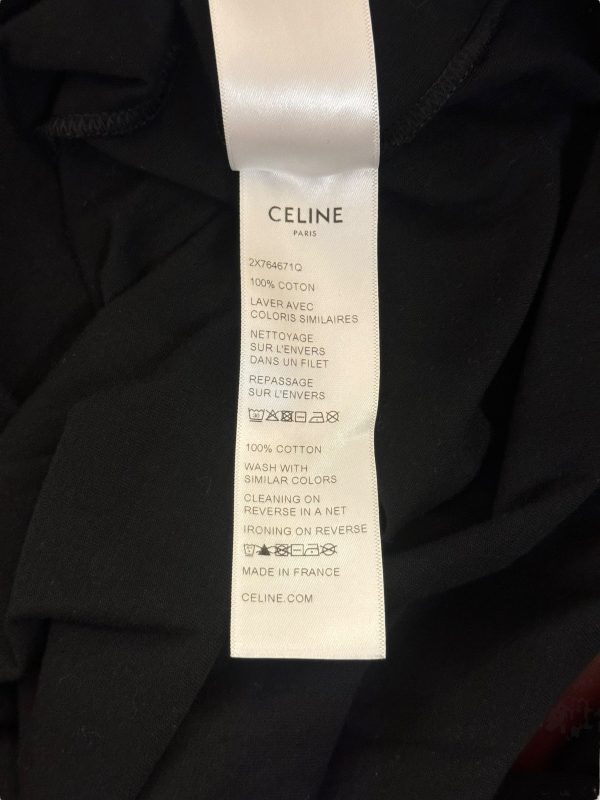 CELINE
PARIS
2X764671Q
100% COTON
LAVER AVEC
COLORIS SIMILAIRES
NETTOYAGE
SUR L'ENVERS
DANS UN FILET
REPASSAGE
SUR L'ENVERS
100% COTTON
WASH WITH
SIMILAR COLORS
CLEANING ON
REVERSE IN A NET
IRONING ON REVERSE
MADE IN FRANCE
CELINE.COM